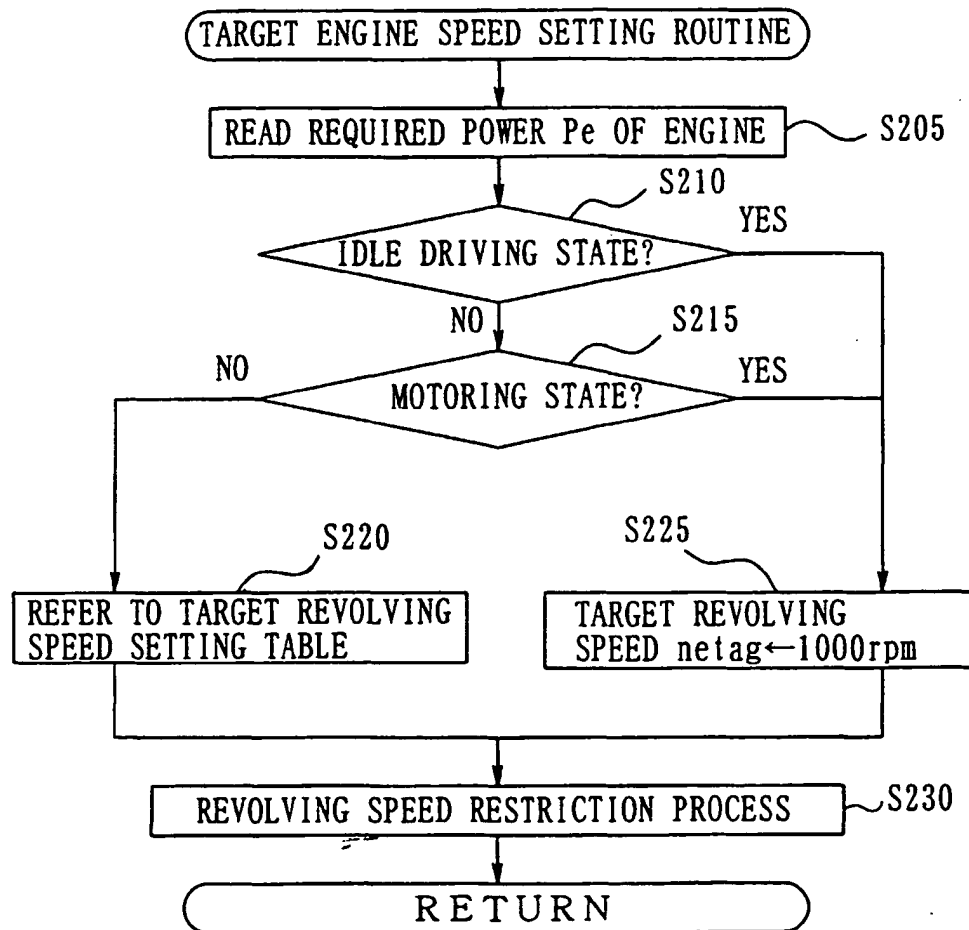 TARGET ENGINE SPEED SETTING ROUTINE
READ REQUIRED POWER Pe OF ENGINE
S205
S210
IDLE DRIVING STATE?
YES
NO
S215
NO
MOTORING STATE?
YES
S220
S225
REFER TO TARGET REVOLVING
SPEED SETTING TABLE
TARGET REVOLVING
SPEED netag←1000rpm
REVOLVING SPEED RESTRICTION PROCESS
S230
RETURN